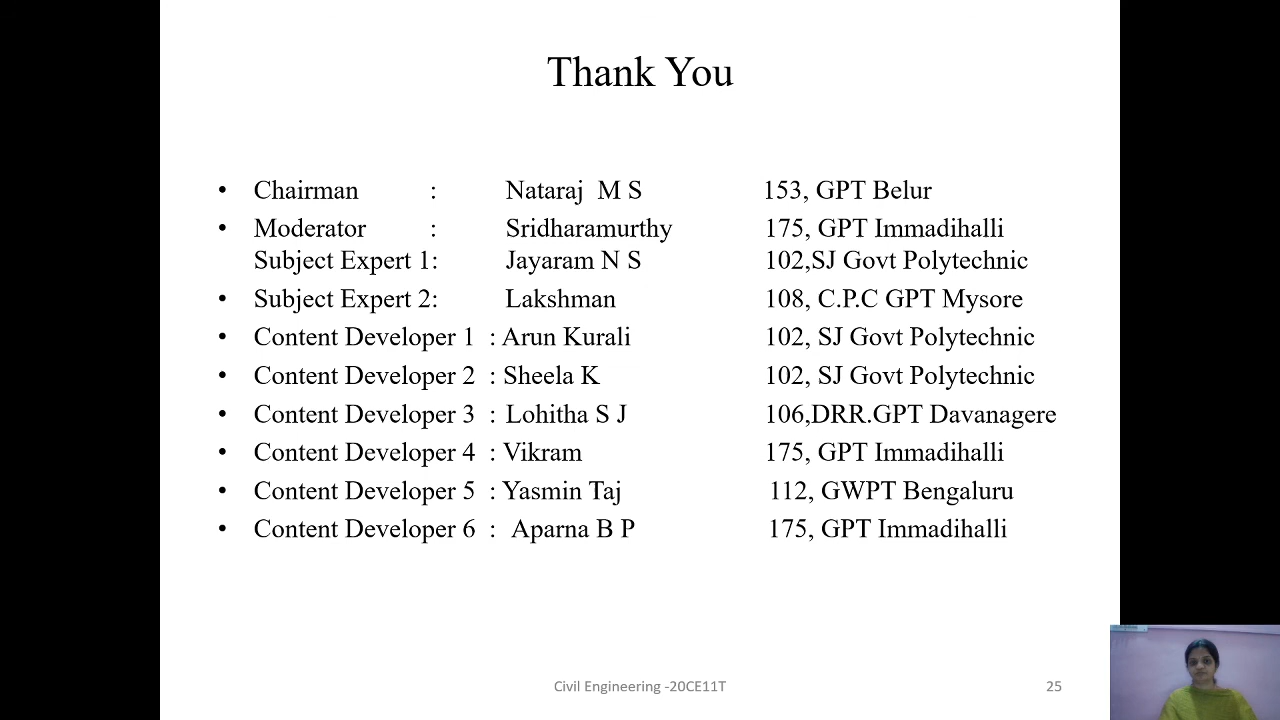 Thank You
• Chairman : Nataraj M S 153, GPT Belur
• Moderator : Sridharamurthy 175, GPT Immadihalli
Subject Expert 1: Jayaram N S 102,SJ Govt Polytechnic
• Subject Expert 2: Lakshman 108, C.P.C GPT Mysore
• Content Developer 1 : Arun Kurali 102, SJ Govt Polytechnic
• Content Developer 2 : Sheela K 102, SJ Govt Polytechnic
• Content Developer 3 : Lohitha S J 106,DRR.GPT Davanagere
• Content Developer 4 : Vikram 175, GPT Immadihalli
• Content Developer 5 : Yasmin Taj 112, GWPT Bengaluru
• Content Developer 6 : Aparna B P 175, GPT Immadihalli
Civil Engineering -20CE11T 25